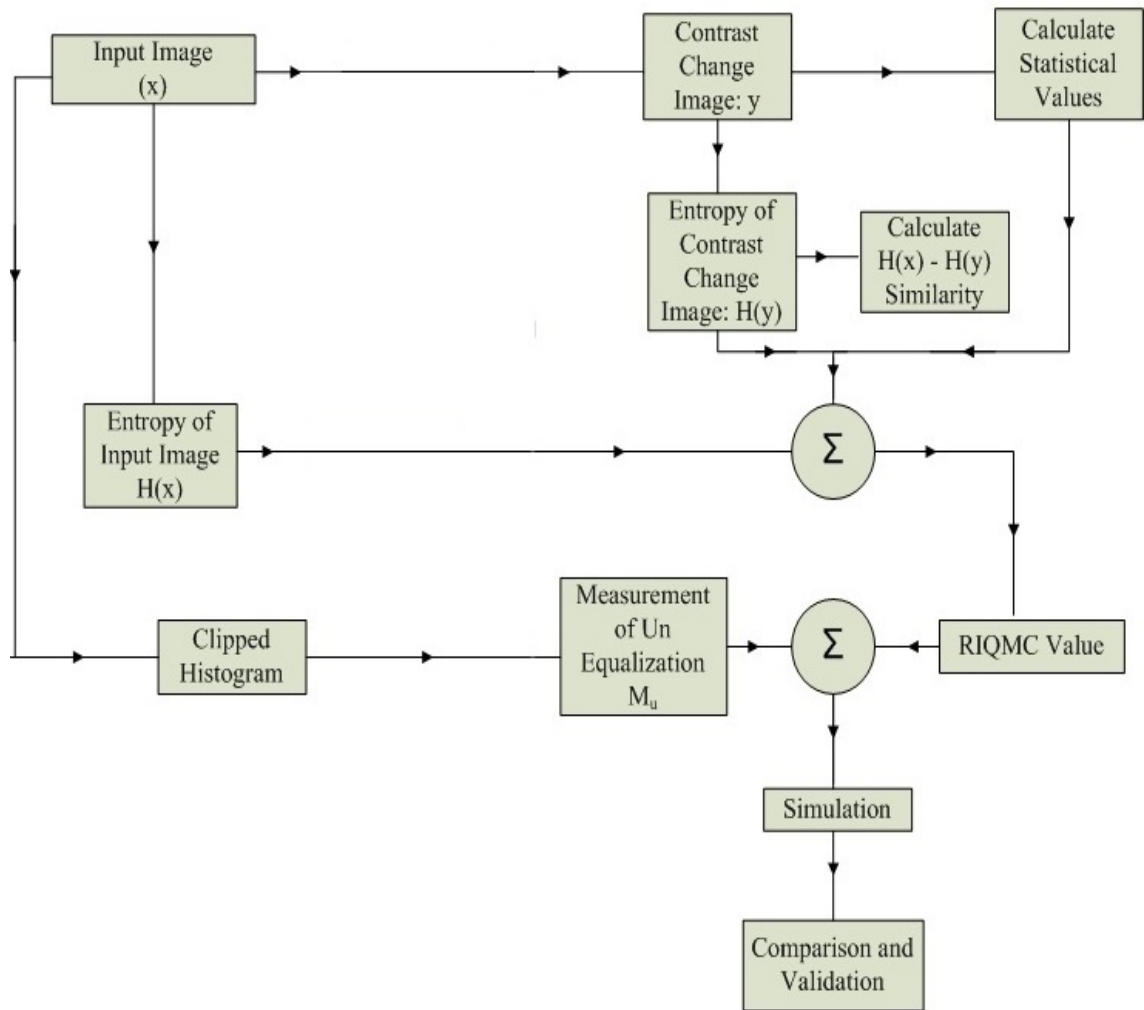 Input Image
(x)
Contrast
Change
Image: y
Calculate
Statistical
Values
Entropy of
Contrast
Change
Image: H(y)
Calculate
H(x) - H(y)
Similarity
Entropy of
Input Image
H(x)
Σ
Clipped
Histogram
Measurement
of Un
Equalization
Mᵤ
Σ
RIQMC Value
Simulation
Comparison and
Validation